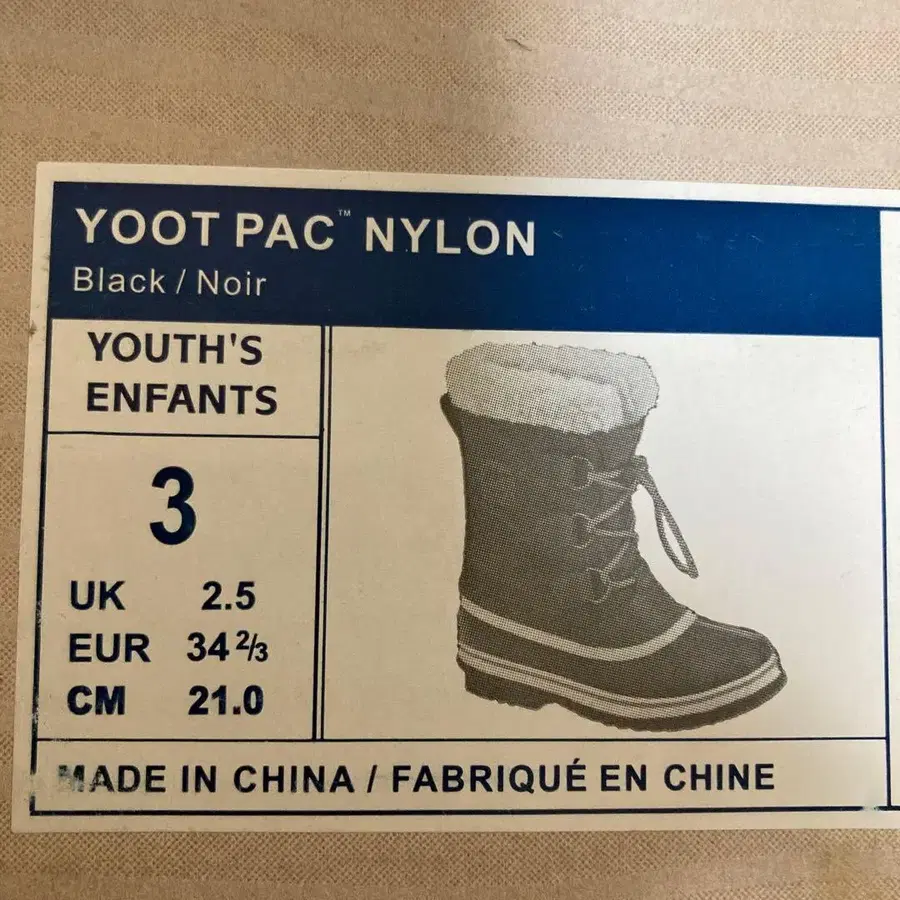 YOOT PAC™ NYLON
Black / Noir
YOUTH'S
ENFANTS
3
UK 2.5
EUR 34 2/3
CM 21.0
MADE IN CHINA / FABRIQUÉ EN CHINE